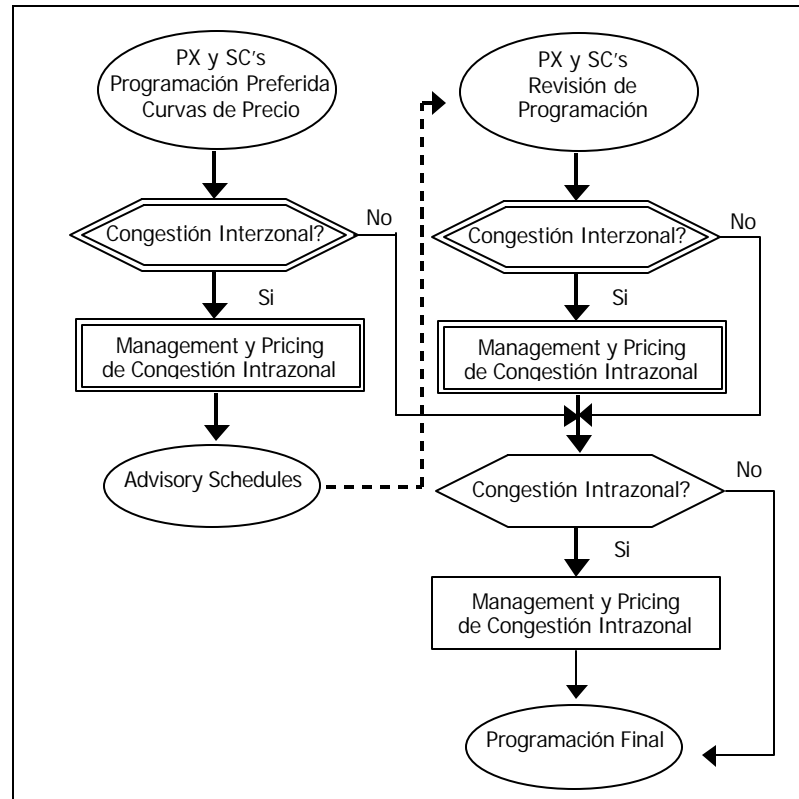 PX y SC's
Programación Preferida
Curvas de Precio
Congestión Interzonal?
No
Si
Management y Pricing
de Congestión Intrazonal
Advisory Schedules
PX y SC's
Revisión de
Programación
Congestión Interzonal?
No
Si
Management y Pricing
de Congestión Intrazonal
Congestión Intrazonal?
No
Si
Management y Pricing
de Congestión Intrazonal
Programación Final